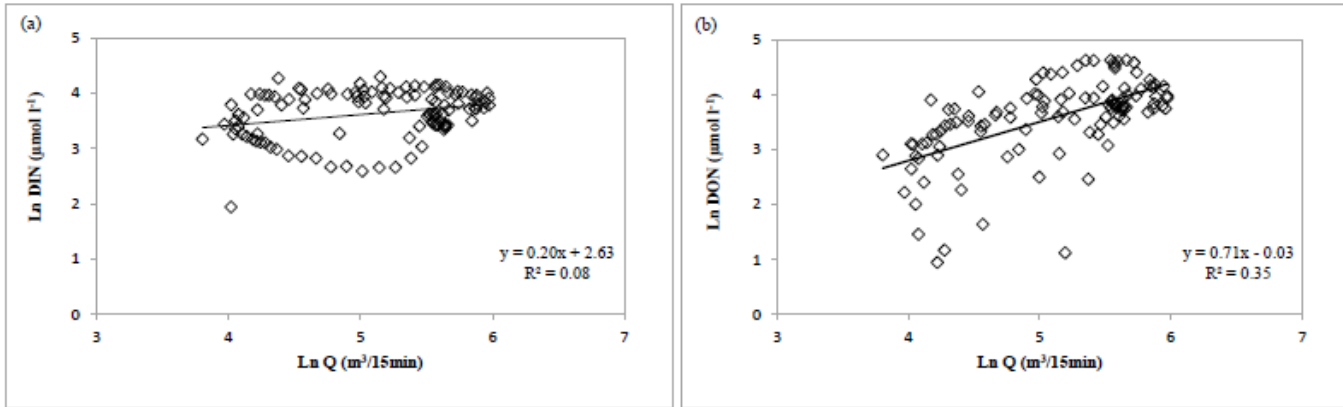 (a)
5
4
3
2
1
0
Ln DIN (µmol l⁻¹)
y = 0.20x + 2.63
R² = 0.08
3 4 5 6 7
Ln Q (m³/15min)
(b)
5
4
3
2
1
0
Ln DON (µmol l⁻¹)
y = 0.71x - 0.03
R² = 0.35
3 4 5 6 7
Ln Q (m³/15min)